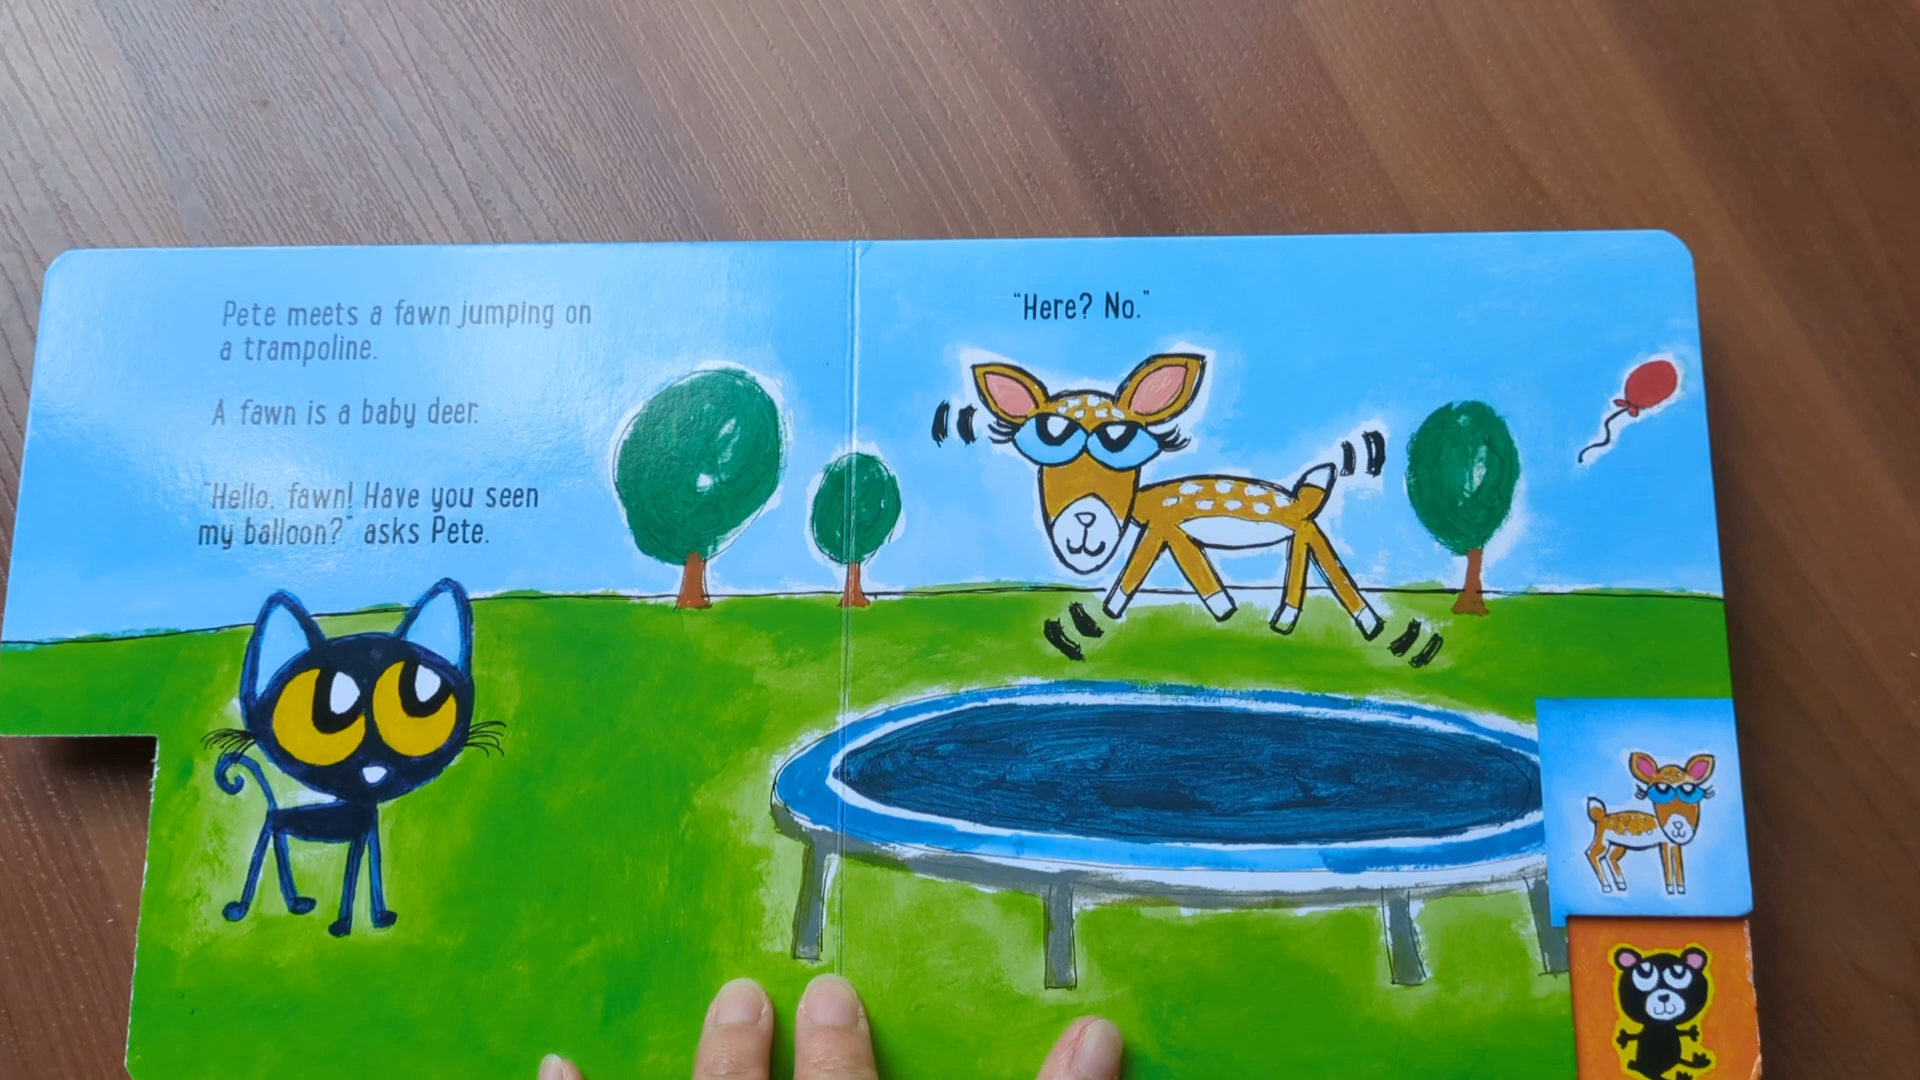 Pete meets a fawn jumping on
a trampoline.
A fawn is a baby deer.
"Hello, fawn! Have you seen
my balloon?" asks Pete.
"Here? No."